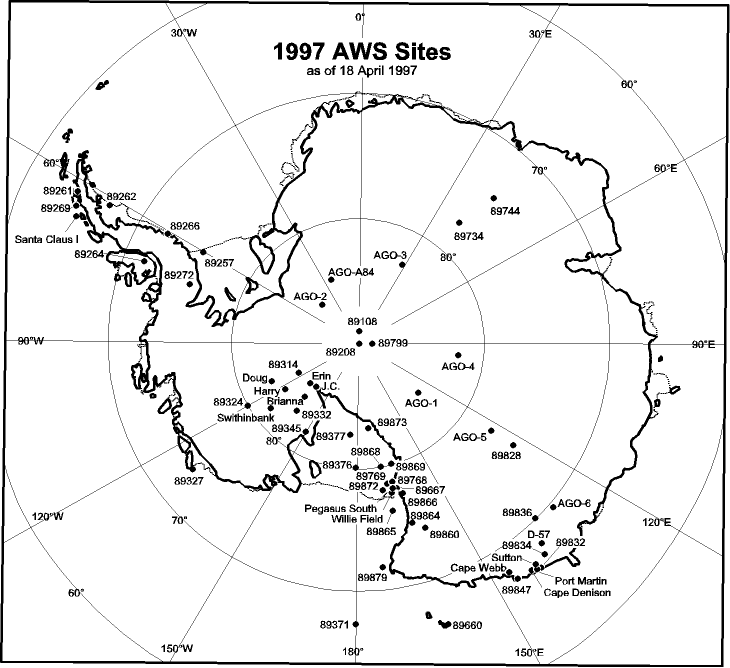 0°
30°W
30°E
1997 AWS Sites
as of 18 April 1997
60°
60°W
60°E
70°
89261
89262
89744
89269
89266
89734
Santa Claus I
89264
89257
AGO-3
80°
89272
AGO-A84
AGO-2
89108
90°W
89208
89799
90°E
AGO-4
89314
Doug
Erin
Harry
J.C.
Brianna
AGO-1
89324
Swithinbank
89332
89345
89377
89873
AGO-5
80°
89868
89828
89376
89869
89769
89768
89327
89872
89667
89866
Pegasus South
AGO-6
Willie Field
89864
89836
120°W
70°
89865
89860
120°E
D-57
89834
89832
Sutton
Cape Webb
89879
Port Martin
89847
Cape Denison
60°
89371
89660
150°W
180°
150°E